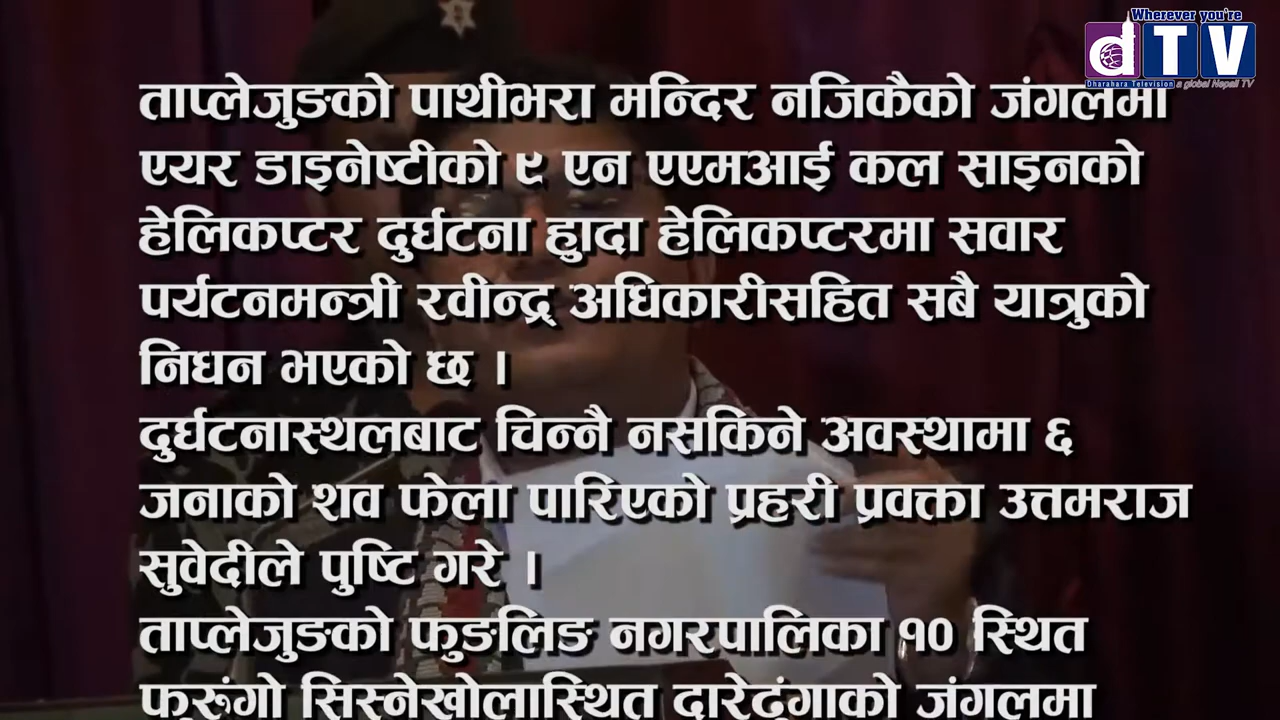 Wherever you're
dTV
Dharahara Television a global Nepali TV
ताप्लेजुङको पाथीभरा मन्दिर नजिकैको जंगलमा
एयर डाइनेष्टीको ९ एन एएमआई कल साइनको
हेलिकप्टर दुर्घटना हुादा हेलिकप्टरमा सवार
पर्यटनमन्त्री रवीन्द्र अधिकारीसहित सबै यात्रुको
निधन भएको छ ।
दुर्घटनास्थलबाट चिन्नै नसकिने अवस्थामा ६
जनाको शव फेला पारिएको प्रहरी प्रवक्ता उत्तमराज
सुवेदीले पुष्टि गरे ।
ताप्लेजुङको फुङलिङ नगरपालिका १० स्थित
फुरुंगो सिस्नेखोलास्थित दारेढुंगाको जंगलमा